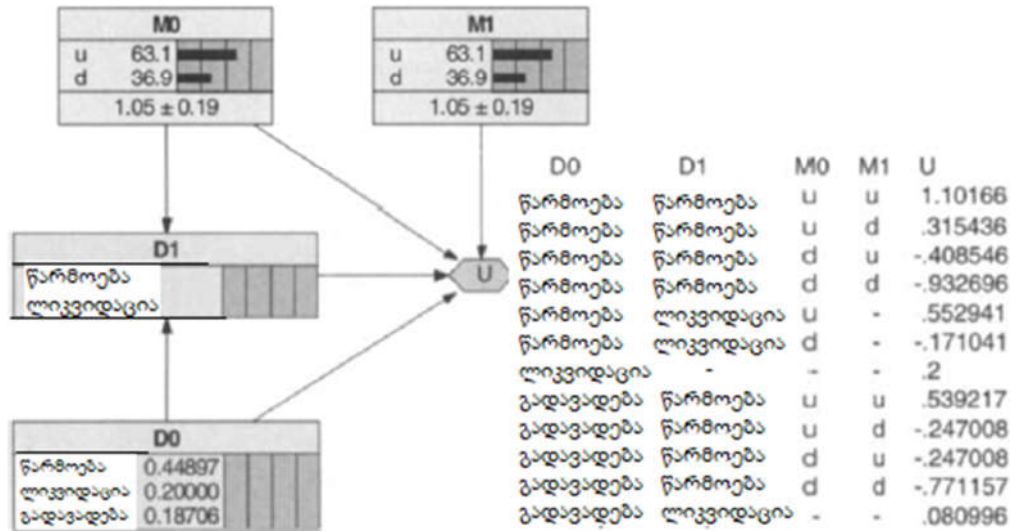 M0
u 63.1
d 36.9
1.05 ± 0.19
M1
u 63.1
d 36.9
1.05 ± 0.19
D1
წარმოება
ლიკვიდაცია
U
D0
წარმოება 0.44897
ლიკვიდაცია 0.20000
გადავადება 0.18706
D0 D1 M0 M1 U
წარმოება წარმოება u u 1.10166
წარმოება წარმოება u d .315436
წარმოება წარმოება d u -.408546
წარმოება წარმოება d d -.932696
წარმოება ლიკვიდაცია u - .552941
წარმოება ლიკვიდაცია d - -.171041
ლიკვიდაცია - - - .2
გადავადება წარმოება u u .539217
გადავადება წარმოება u d -.247008
გადავადება წარმოება d u -.247008
გადავადება წარმოება d d -.771157
გადავადება ლიკვიდაცია - - .080996